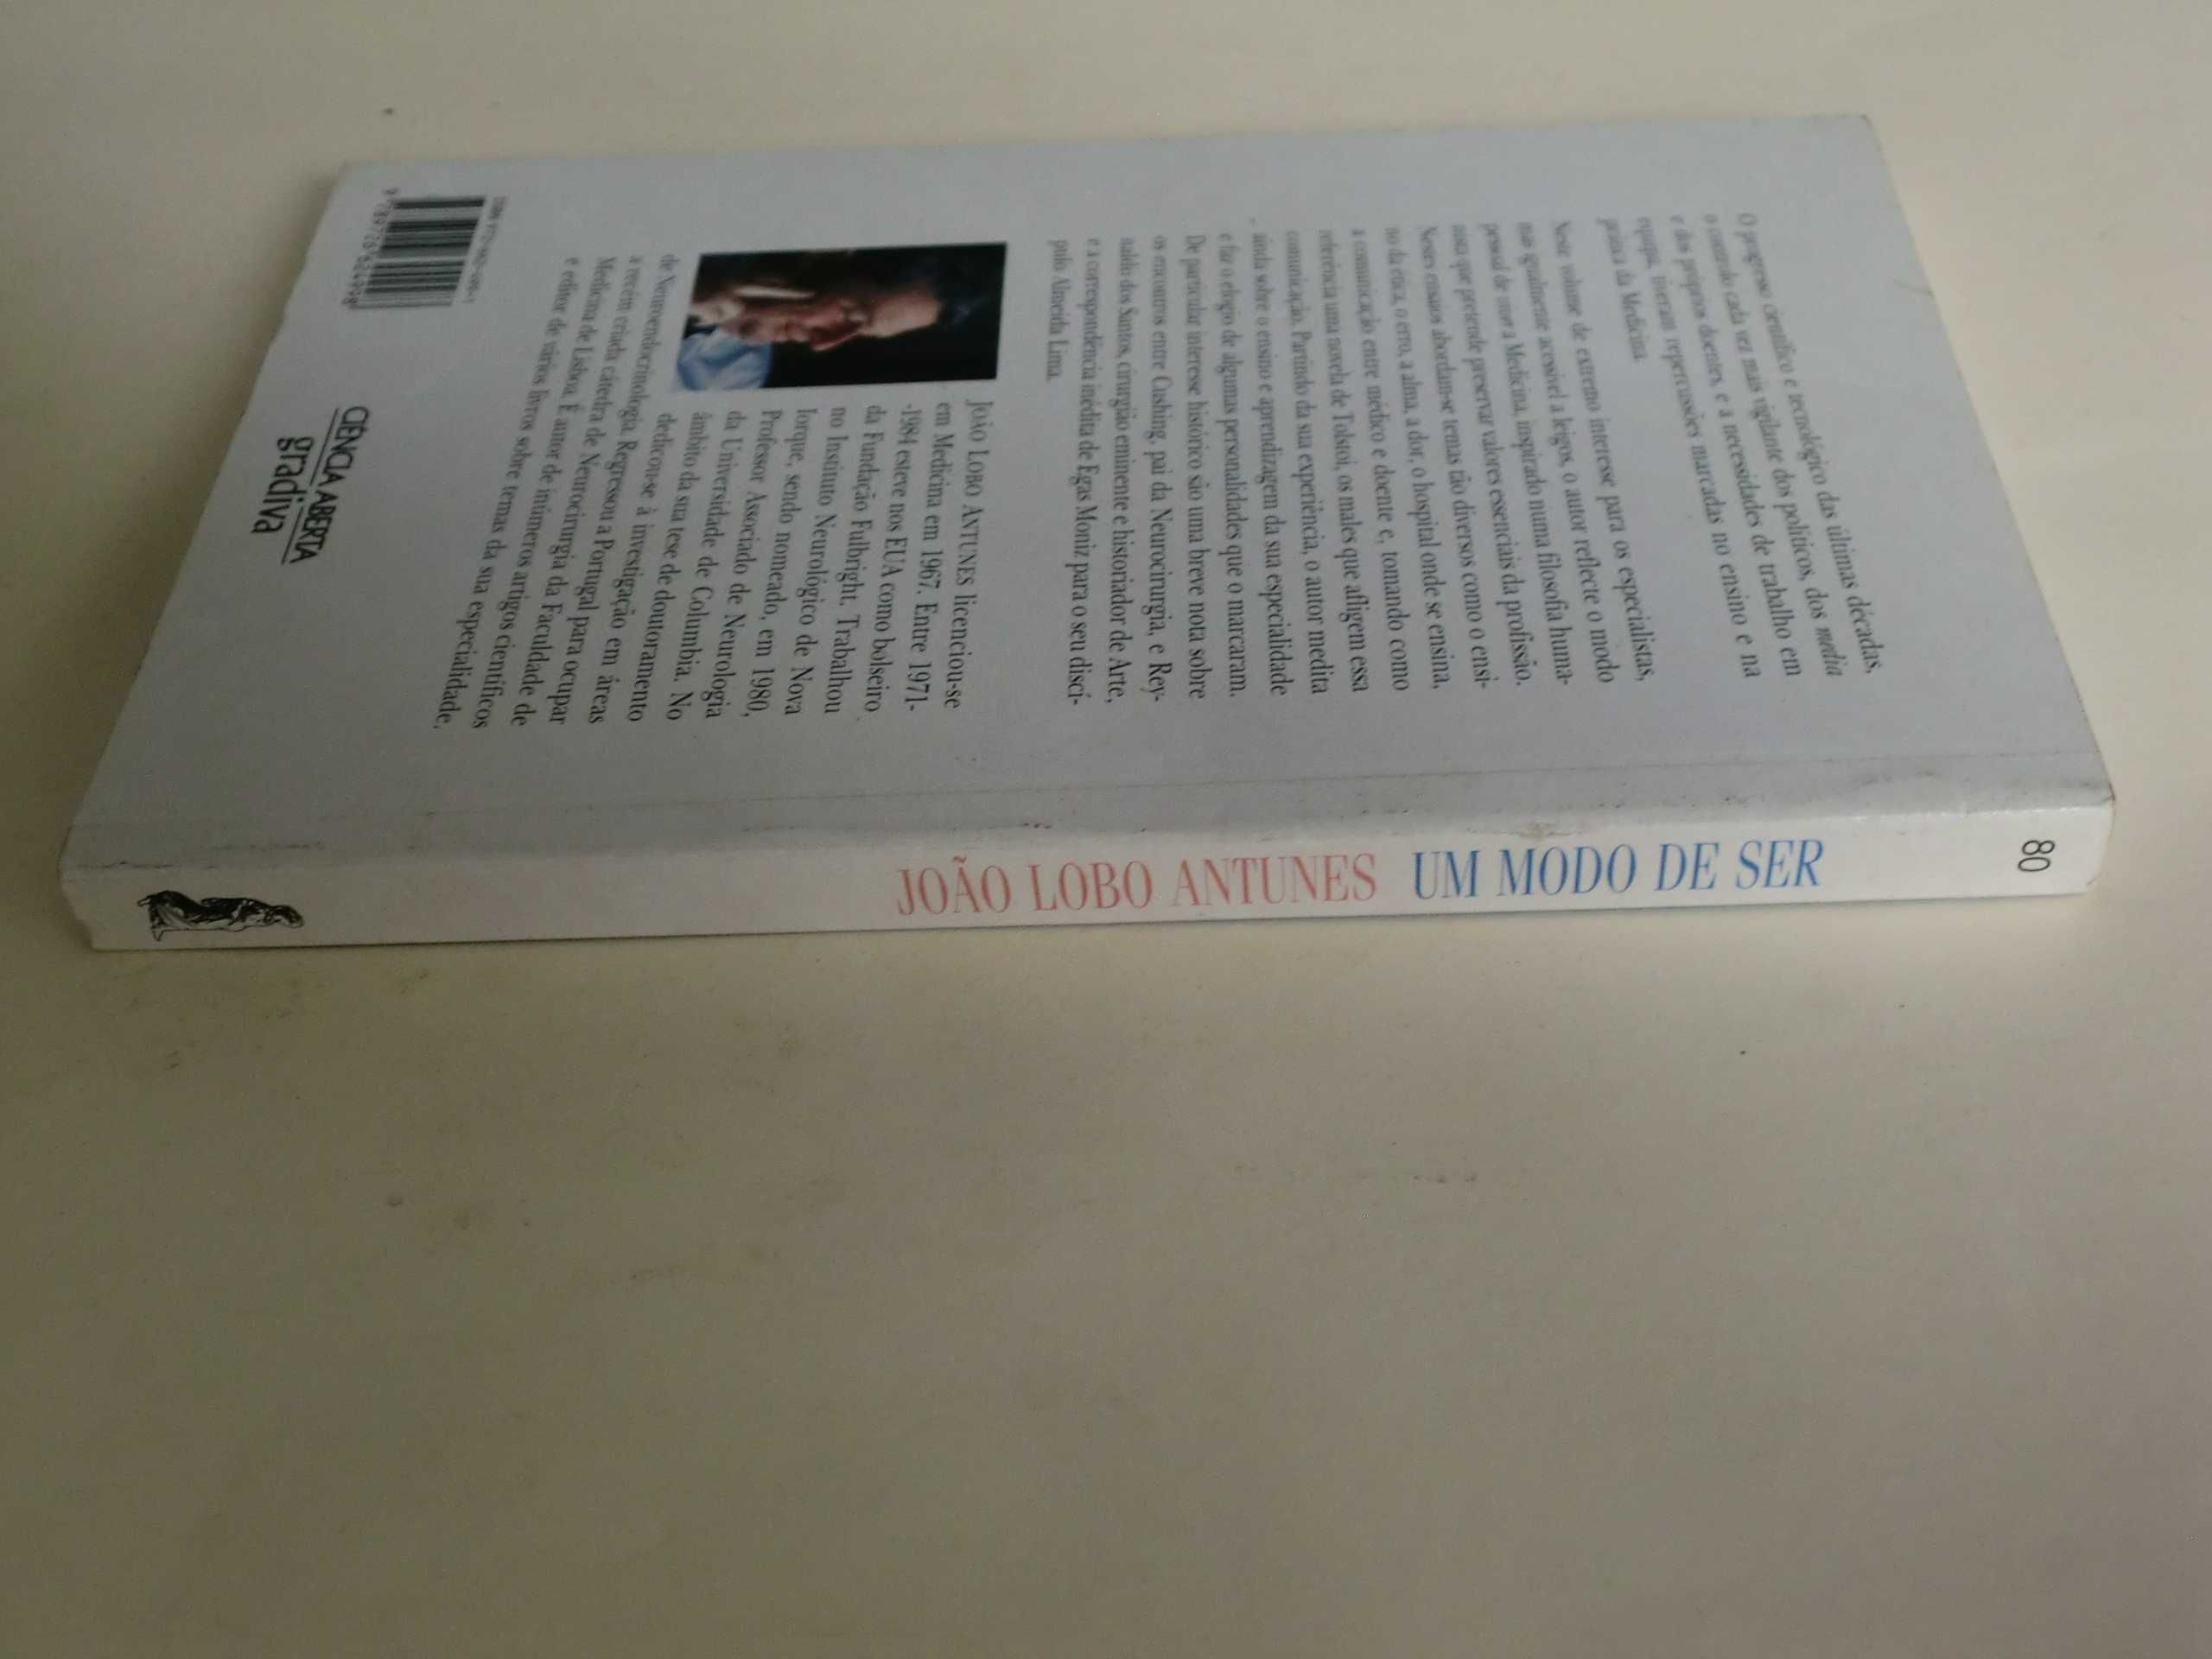 O progresso científico e tecnológico das últimas décadas,
o controlo cada vez mais vigilante dos políticos, dos media
e dos próprios doentes, e a necessidades de trabalho em
equipa, tiveram repercussões marcadas no ensino e na
prática da Medicina.
Neste volume de extremo interesse para os especialistas,
mas igualmente acessível a leigos, o autor reflecte o modo
pessoal de viver a Medicina, inspirado numa filosofia huma-
nista que pretende preservar valores essenciais da profissão.
Nestes ensaios abordam-se temas tão diversos como o ensi-
no da ética, o erro, a alma, a dor, o hospital onde se ensina,
a comunicação entre médico e doente e, tomando como
referência uma novela de Tolstoi, os males que afligem essa
comunicação. Partindo da sua experiência, o autor medita
ainda sobre o ensino e aprendizagem da sua especialidade
e faz o elogio de algumas personalidades que o marcaram.
De particular interesse histórico são uma breve nota sobre
os encontros entre Cushing, pai da Neurocirurgia, e Rey-
naldo dos Santos, cirurgião eminente e historiador de Arte,
e a correspondência inédita de Egas Moniz para o seu discí-
pulo Almeida Lima.
JOÃO LOBO ANTUNES licenciou-se
em Medicina em 1967. Entre 1971-
-1984 esteve nos EUA como bolseiro
da Fundação Fulbright. Trabalhou
no Instituto Neurológico de Nova
Iorque, sendo nomeado, em 1980,
Professor Associado de Neurologia
da Universidade de Columbia. No
âmbito da sua tese de doutoramento
dedicou-se à investigação em áreas
de Neuroendocrinologia. Regressou a Portugal para ocupar
a recém criada cátedra de Neurocirurgia da Faculdade de
Medicina de Lisboa. É autor de inúmeros artigos científicos
e editor de vários livros sobre temas da sua especialidade.
CIÊNCIA ABERTA
gradiva
JOÃO LOBO ANTUNES UM MODO DE SER
80